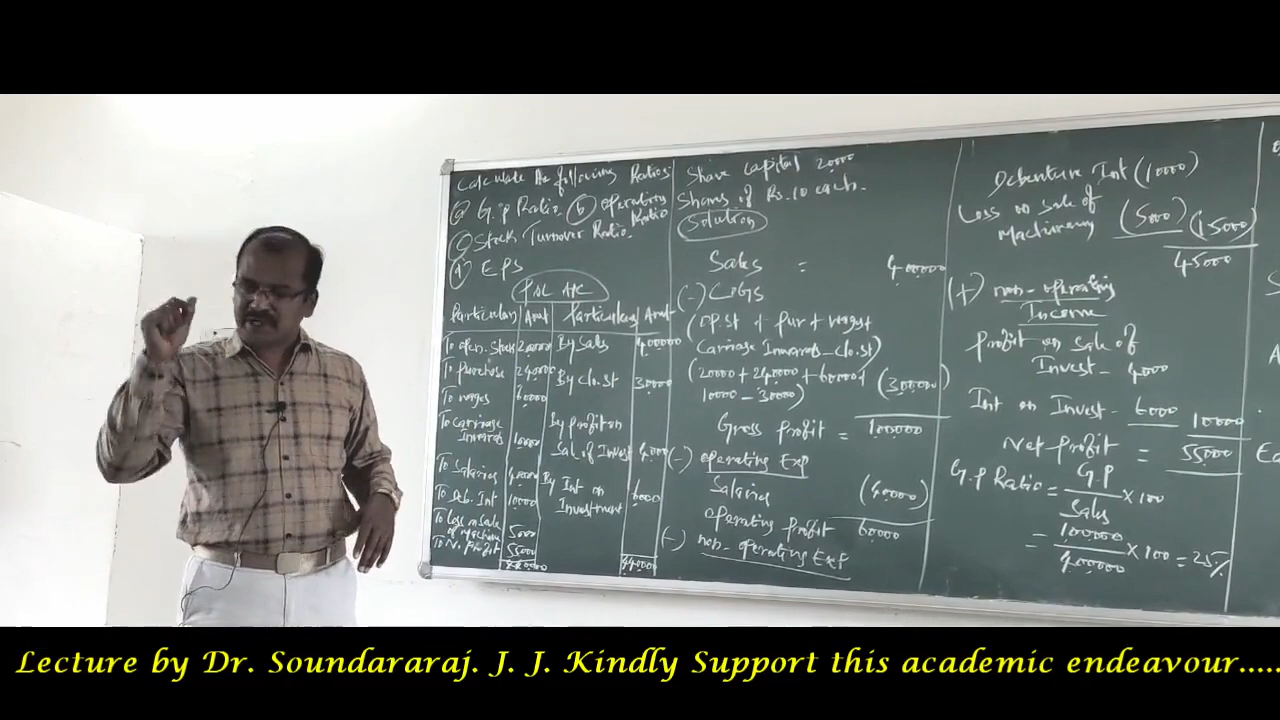 Calculate the following Ratios:
(a) G.P Ratio (b) operating Ratio
(c) Stock Turnover Ratio.
(d) EPS
P&L A/C
Particulars Amt Particulars Amt
To open. Stock 20000 By Sales 400000
To purchase 240000 By clo.st 30000
To wages 60000
To carriage Inwards 10000 By profit on
Sal. of Invest 4000
To Salaries 40000 By Int on
To Deb. Int 10000 Investment 6000
To loss on sale
of machine 5000
To N. Profit 55000
440000 440000
Share capital 20000
Shares of Rs. 10 each.
Solution
Sales = 400000
(-) COGS
(op.st + pur + wages +
Carriage Inwards - clo.st)
(20000 + 240000 + 60000 +
10000 - 30000) (300000)
Gross profit = 100000
(-) operating Exp
Salaries (40000)
operating profit 60000
(-) non-operating Exp
Debenture Int (10000)
Loss on sale of
Machinery (5000) (15000)
45000
(+) non-operating
Income
Profit on sale of
Invest - 4000
Int on Invest - 6000 10000
Net profit = 55000
G.P Ratio = G.P / Sales × 100
= 100000 / 400000 × 100 = 25%
Lecture by Dr. Soundararaj. J. J. Kindly Support this academic endeavour.....